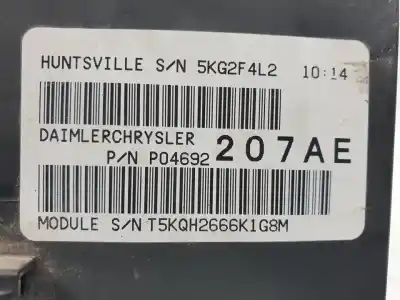 HUNTSVILLE S/N 5KG2F4L2 10:14
DAIMLERCHRYSLER
P/N P04692 207AE
MODULE S/N T5KQH2666K1G8M